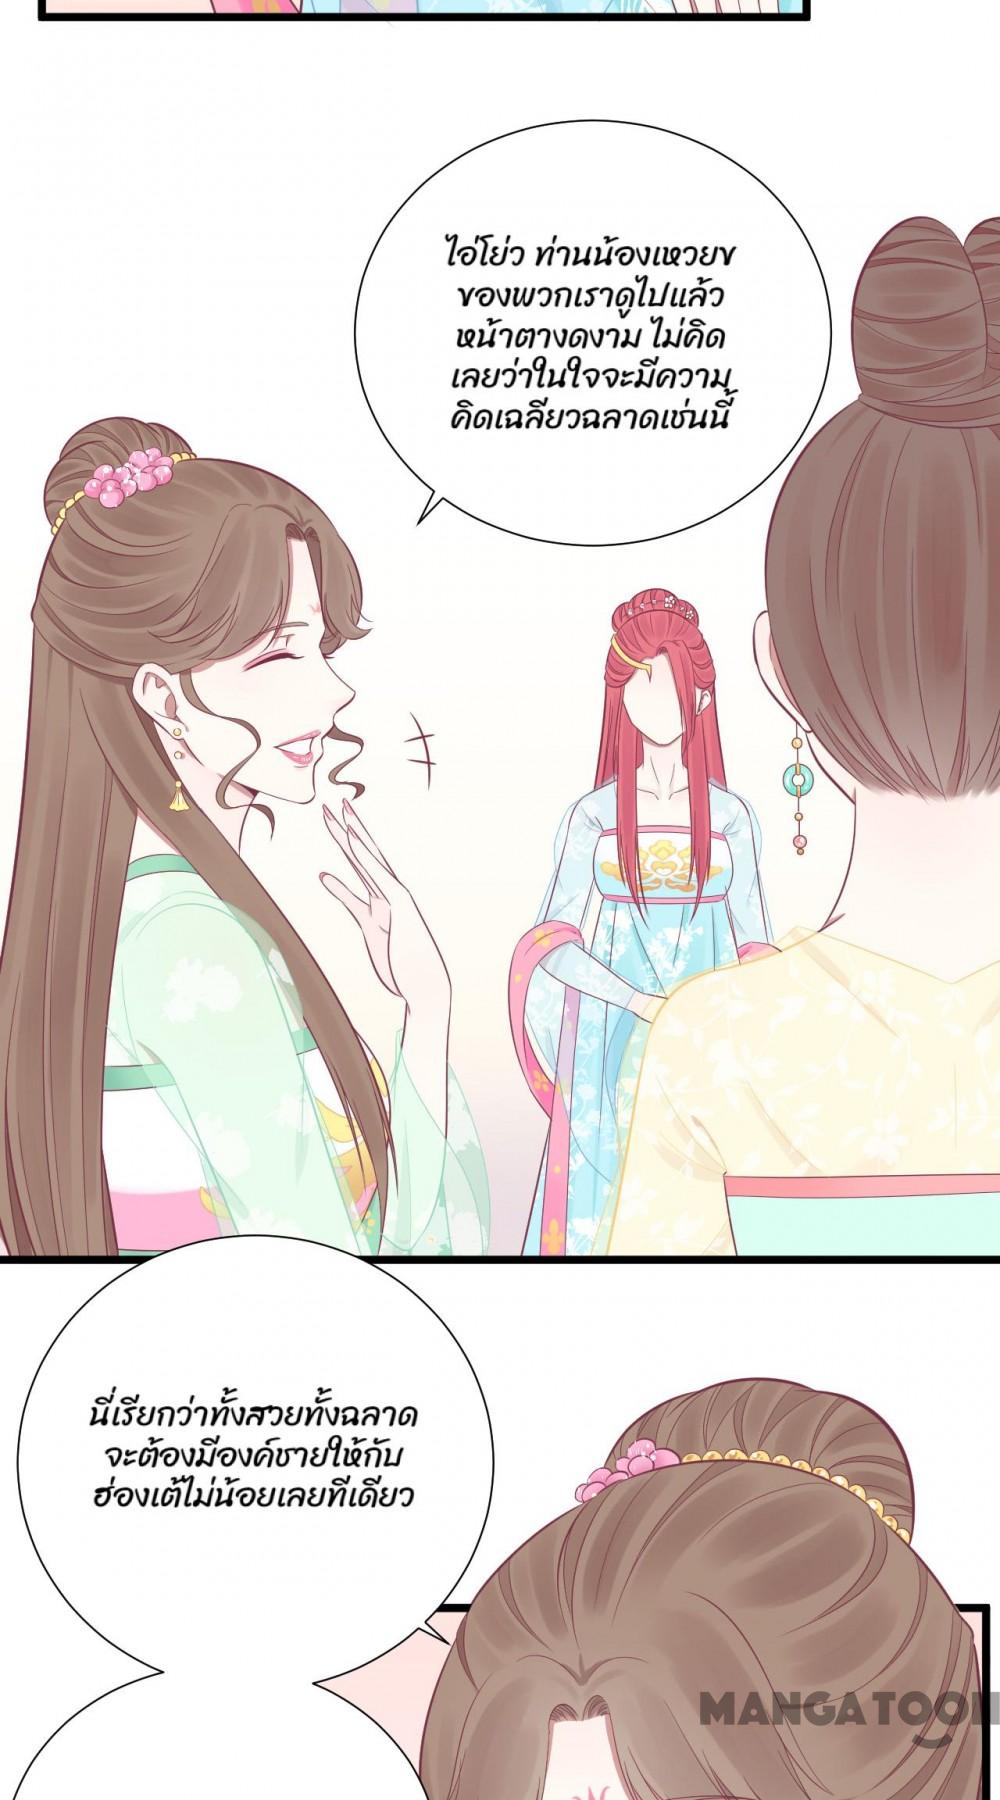 ไอ่โย่ว ท่านน้องเหวยข
ของพวกเราดูไปแล้ว
หน้าตางดงาม ไม่คิด
เลยว่าในใจจะมีความ
คิดเฉลียวฉลาดเช่นนี้
นี่เรียกว่าทั้งสวยทั้งฉลาด
จะต้องมีองค์ชายให้กับ
ฮ่องเต้ไม่น้อยเลยทีเดียว
MANGATOON